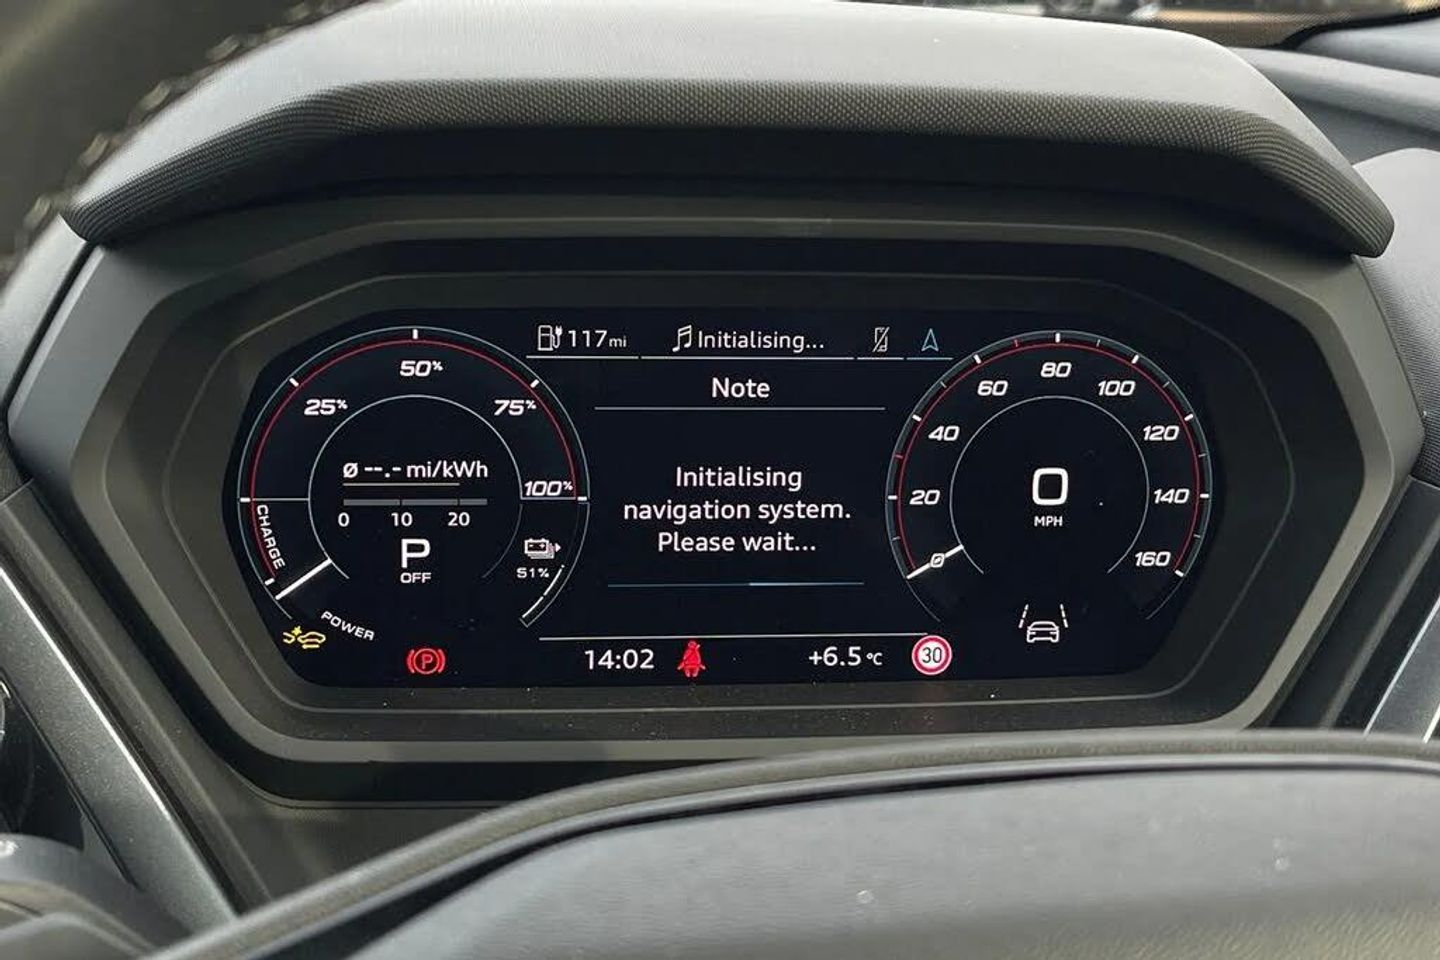 117mi
Initialising...
Note
Initialising
navigation system.
Please wait...
25%
50%
75%
100%
Ø --.- mi/kWh
0 10 20
P
OFF
CHARGE
POWER
51%
0
20
40
60
80
100
120
140
160
0
MPH
P
14:02
+6.5 °C
30